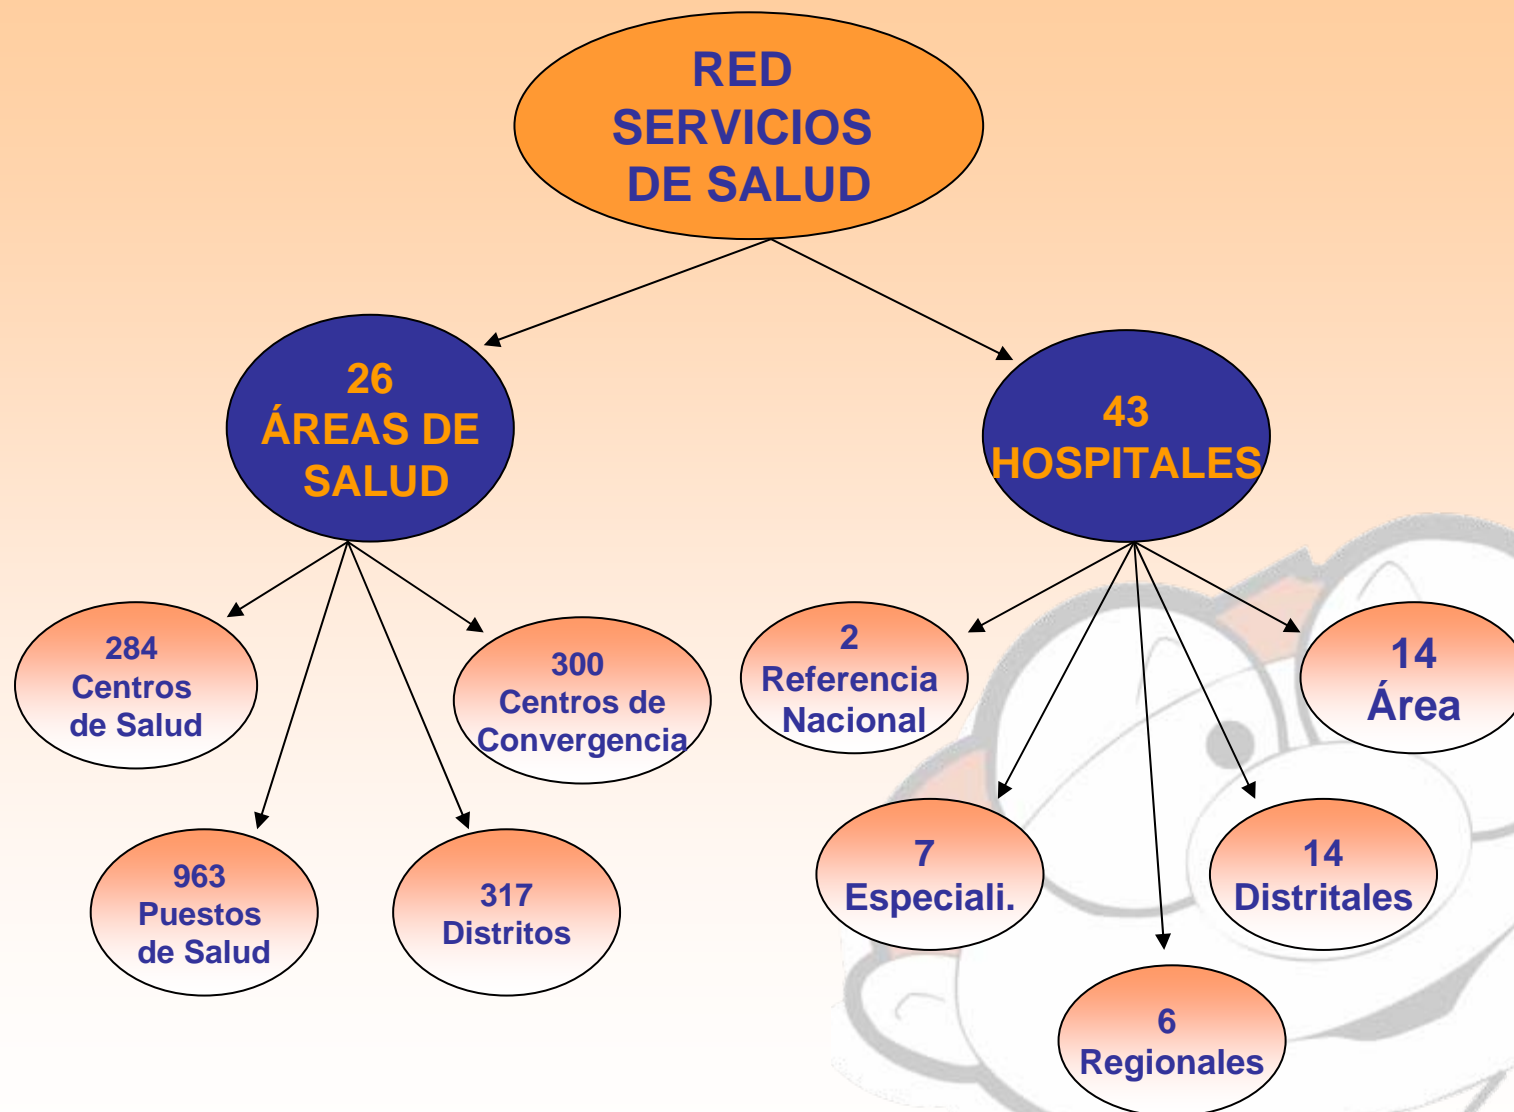 RED
SERVICIOS
DE SALUD
26
ÁREAS DE
SALUD
43
HOSPITALES
284
Centros
de Salud
300
Centros de
Convergencia
2
Referencia
Nacional
14
Área
963
Puestos
de Salud
317
Distritos
7
Especiali.
14
Distritales
6
Regionales